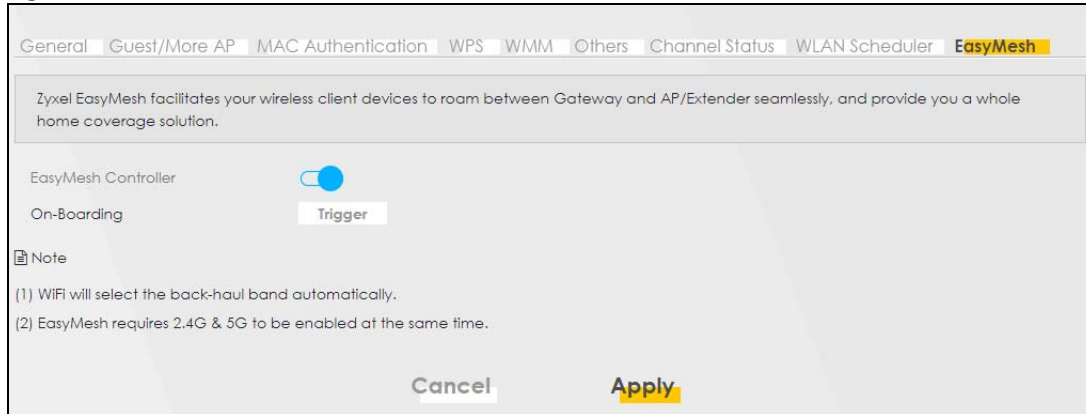 General Guest/More AP MAC Authentication WPS WMM Others Channel Status WLAN Scheduler EasyMesh
Zyxel EasyMesh facilitates your wireless client devices to roam between Gateway and AP/Extender seamlessly, and provide you a whole
home coverage solution.
EasyMesh Controller
On-Boarding Trigger
Note
(1) WiFi will select the back-haul band automatically.
(2) EasyMesh requires 2.4G & 5G to be enabled at the same time.
Cancel Apply